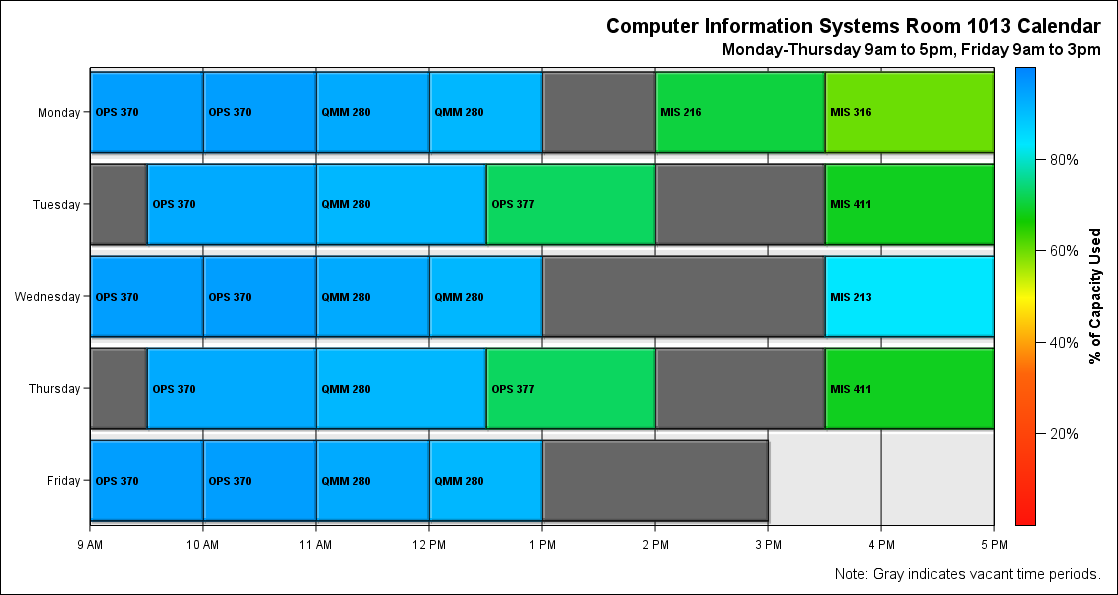 Computer Information Systems Room 1013 Calendar
Monday-Thursday 9am to 5pm, Friday 9am to 3pm
Monday OPS 370 OPS 370 QMM 280 QMM 280 MIS 216 MIS 316
Tuesday OPS 370 QMM 280 OPS 377 MIS 411
Wednesday OPS 370 OPS 370 QMM 280 QMM 280 MIS 213
Thursday OPS 370 QMM 280 OPS 377 MIS 411
Friday OPS 370 OPS 370 QMM 280 QMM 280
9 AM 10 AM 11 AM 12 PM 1 PM 2 PM 3 PM 4 PM 5 PM
80%
60%
40%
20%
% of Capacity Used
Note: Gray indicates vacant time periods.